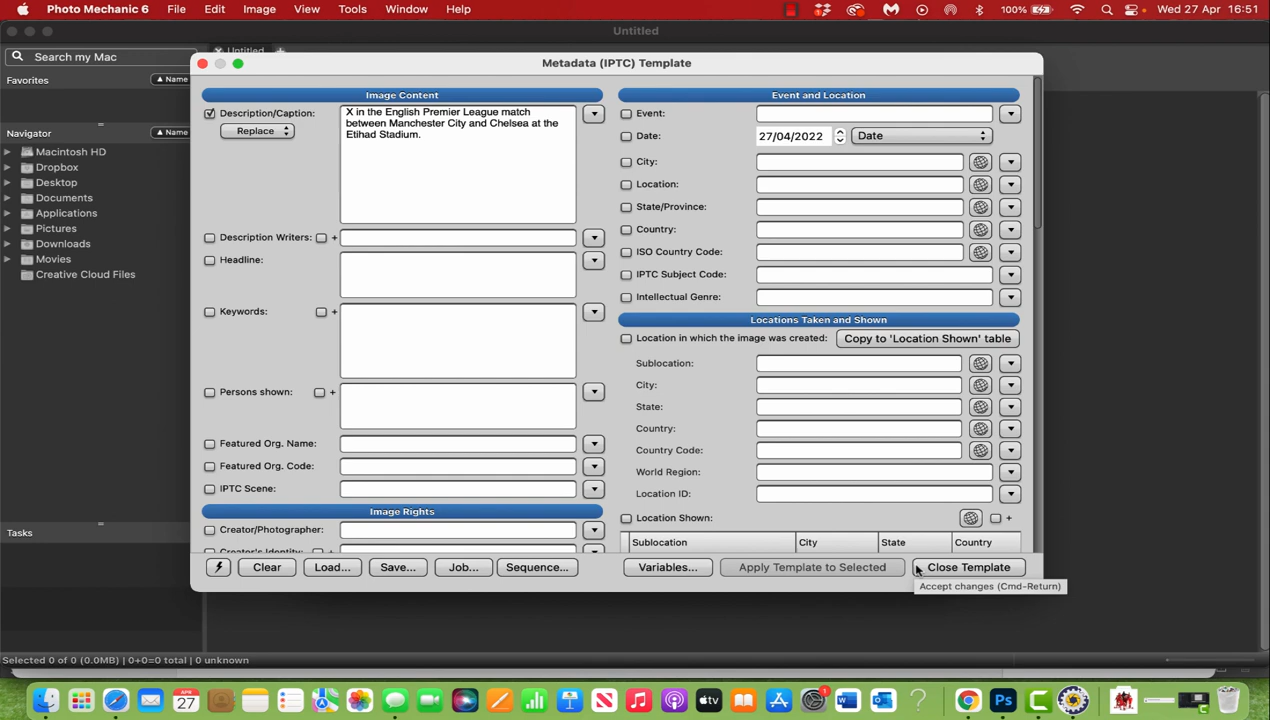 Photo Mechanic 6 File Edit Image View Tools Window Help 100% Wed 27 Apr 16:51
Untitled
Search my Mac
Untitled
Metadata (IPTC) Template
Favorites
▲ Name
Navigator
▲ Name
Macintosh HD
Dropbox
Desktop
Documents
Applications
Pictures
Downloads
Movies
Creative Cloud Files
Tasks
Image Content
Description/Caption:
Replace
X in the English Premier League match
between Manchester City and Chelsea at the
Etihad Stadium.
Description Writers: +
Headline:
Keywords: +
Persons shown: +
Featured Org. Name:
Featured Org. Code:
IPTC Scene:
Image Rights
Creator/Photographer:
Creator's Identity: +
Event and Location
Event:
Date: 27/04/2022 Date
City:
Location:
State/Province:
Country:
ISO Country Code:
IPTC Subject Code:
Intellectual Genre:
Locations Taken and Shown
Location in which the image was created: Copy to 'Location Shown' table
Sublocation:
City:
State:
Country:
Country Code:
World Region:
Location ID:
Location Shown: +
Sublocation City State Country
Clear Load... Save... Job... Sequence... Variables... Apply Template to Selected Close Template
Accept changes (Cmd-Return)
Selected 0 of 0 (0.0MB) | 0+0=0 total | 0 unknown
APR
27
tv
1
W
Ps